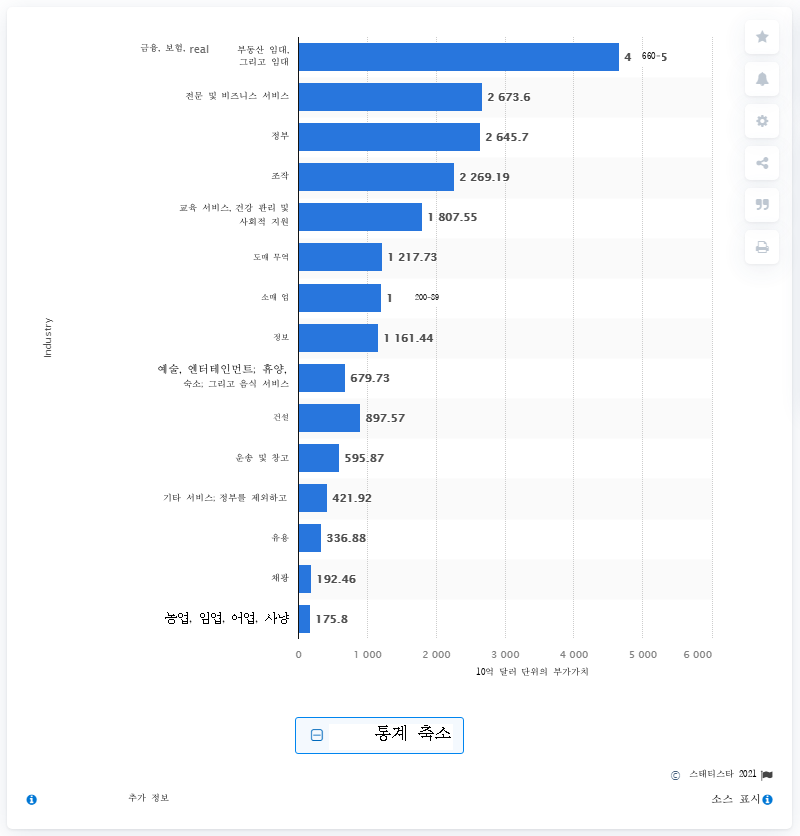 금융, 보험, real 부동산 임대,
그리고 임대
4 660-5
전문 및 비즈니스 서비스
2 673.6
정부
2 645.7
조작
2 269.19
교육 서비스, 건강 관리 및
사회적 지원
1 807.55
도매 무역
1 217.73
소매 업
1 200-89
정보
1 161.44
예술, 엔터테인먼트; 휴양,
숙소; 그리고 음식 서비스
679.73
건설
897.57
운송 및 창고
595.87
기타 서비스; 정부를 제외하고
421.92
유용
336.88
채광
192.46
농업, 임업, 어업, 사냥
175.8
Industry
0 1 000 2 000 3 000 4 000 5 000 6 000
10억 달러 단위의 부가가치
통계 축소
© 스태티스타 2021
추가 정보
소스 표시